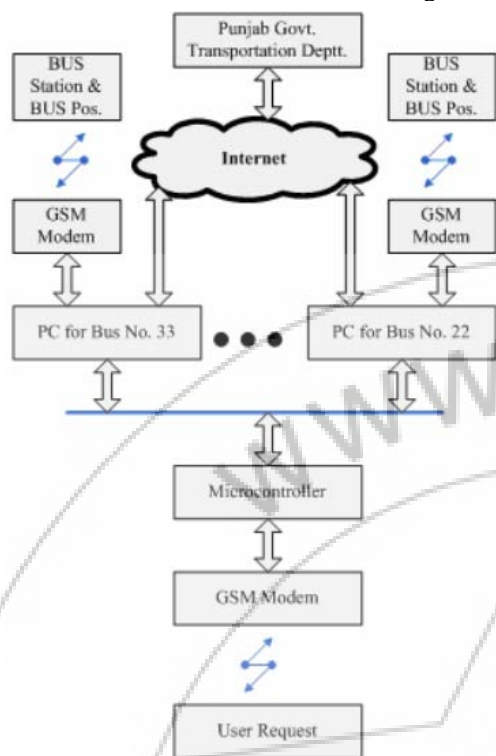 Punjab Govt.
Transportation Deptt.
BUS
Station &
BUS Pos.
BUS
Station &
BUS Pos.
Internet
GSM
Modem
GSM
Modem
PC for Bus No. 33
PC for Bus No. 22
www
Microcontroller
GSM Modem
User Request